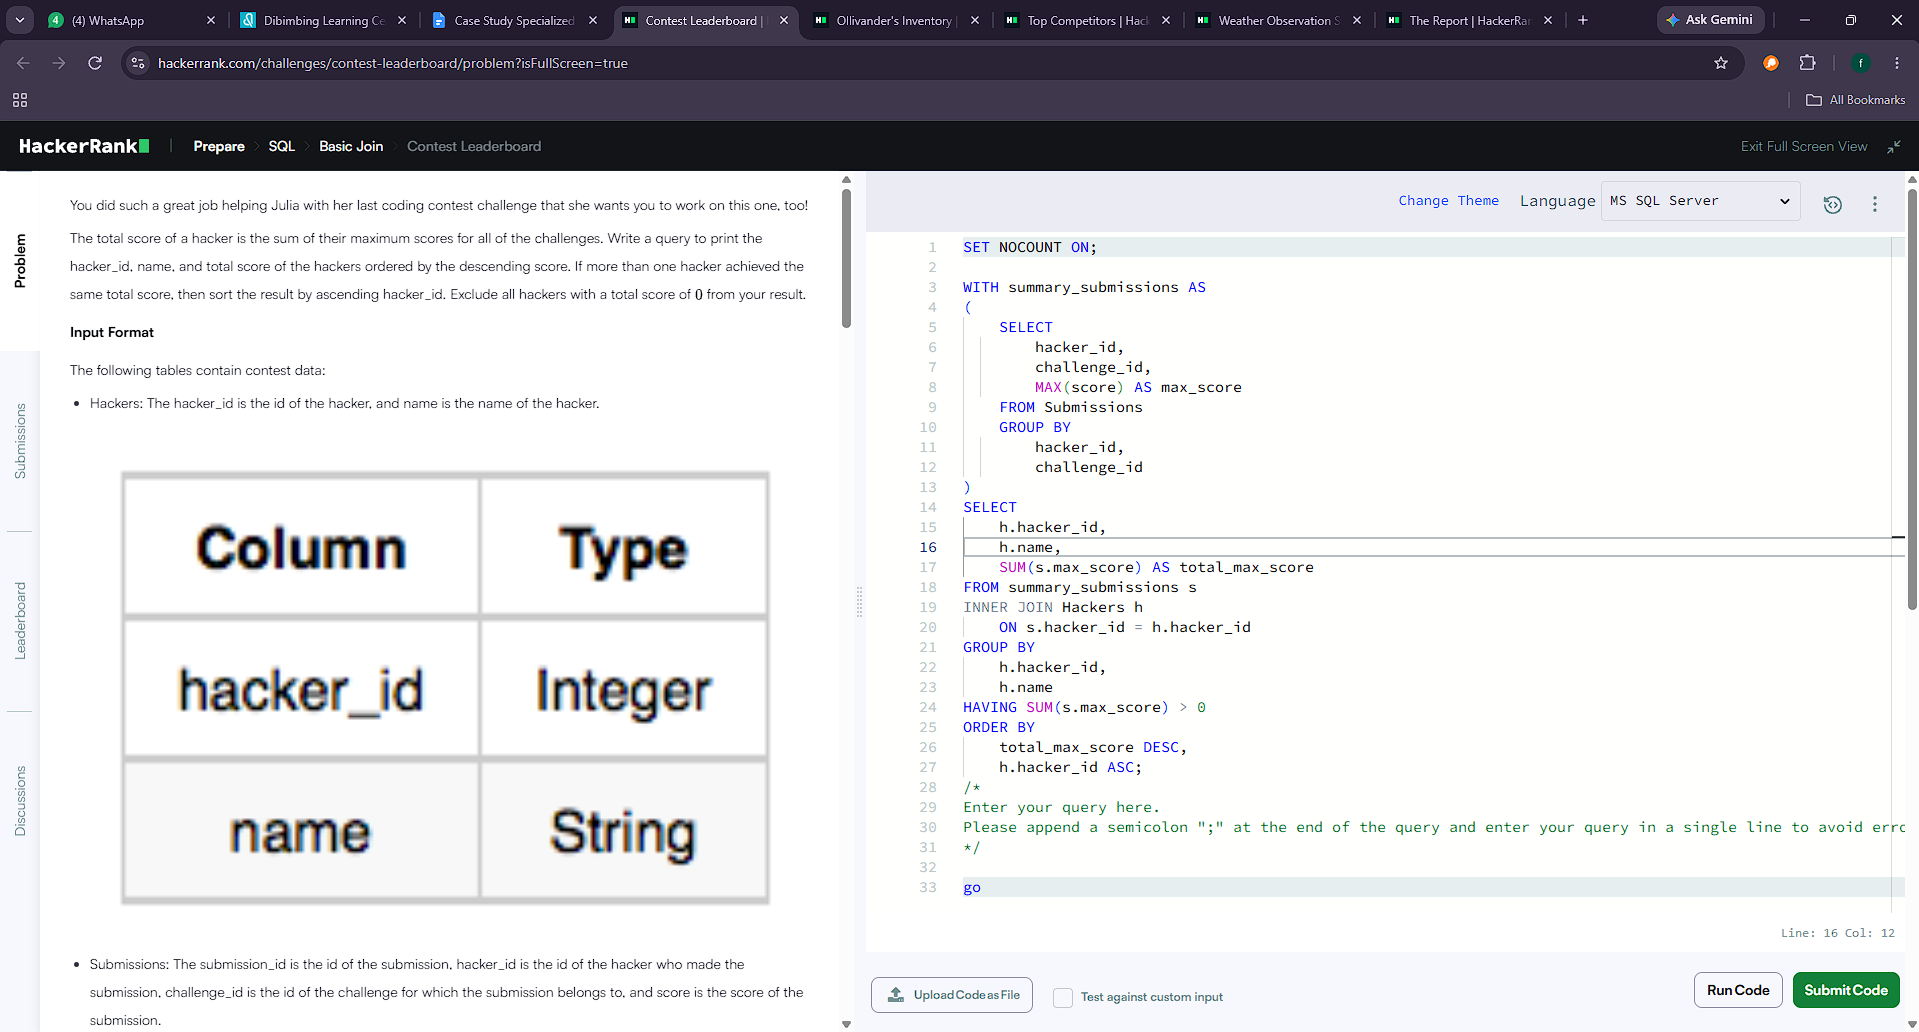 (4) WhatsApp
Dibimbing Learning Ce
Case Study Specialized
Contest Leaderboard |
Ollivander's Inventory |
Top Competitors | Hack
Weather Observation S
The Report | HackerRan
Ask Gemini
hackerrank.com/challenges/contest-leaderboard/problem?isFullScreen=true
All Bookmarks
HackerRank
Prepare
SQL
Basic Join
Contest Leaderboard
Exit Full Screen View
Problem
Submissions
Leaderboard
Discussions
You did such a great job helping Julia with her last coding contest challenge that she wants you to work on this one, too!
The total score of a hacker is the sum of their maximum scores for all of the challenges. Write a query to print the
hacker_id, name, and total score of the hackers ordered by the descending score. If more than one hacker achieved the
same total score, then sort the result by ascending hacker_id. Exclude all hackers with a total score of 0 from your result.
Input Format
The following tables contain contest data:
• Hackers: The hacker_id is the id of the hacker, and name is the name of the hacker.
Column Type
hacker_id Integer
name String
• Submissions: The submission_id is the id of the submission, hacker_id is the id of the hacker who made the
submission, challenge_id is the id of the challenge for which the submission belongs to, and score is the score of the
submission.
Change Theme
Language
MS SQL Server
1 SET NOCOUNT ON;
2
3 WITH summary_submissions AS
4 (
5 SELECT
6 hacker_id,
7 challenge_id,
8 MAX(score) AS max_score
9 FROM Submissions
10 GROUP BY
11 hacker_id,
12 challenge_id
13 )
14 SELECT
15 h.hacker_id,
16 h.name,
17 SUM(s.max_score) AS total_max_score
18 FROM summary_submissions s
19 INNER JOIN Hackers h
20 ON s.hacker_id = h.hacker_id
21 GROUP BY
22 h.hacker_id,
23 h.name
24 HAVING SUM(s.max_score) > 0
25 ORDER BY
26 total_max_score DESC,
27 h.hacker_id ASC;
28 /*
29 Enter your query here.
30 Please append a semicolon ";" at the end of the query and enter your query in a single line to avoid erro
31 */
32
33 go
Line: 16 Col: 12
Upload Code as File
Test against custom input
Run Code
Submit Code